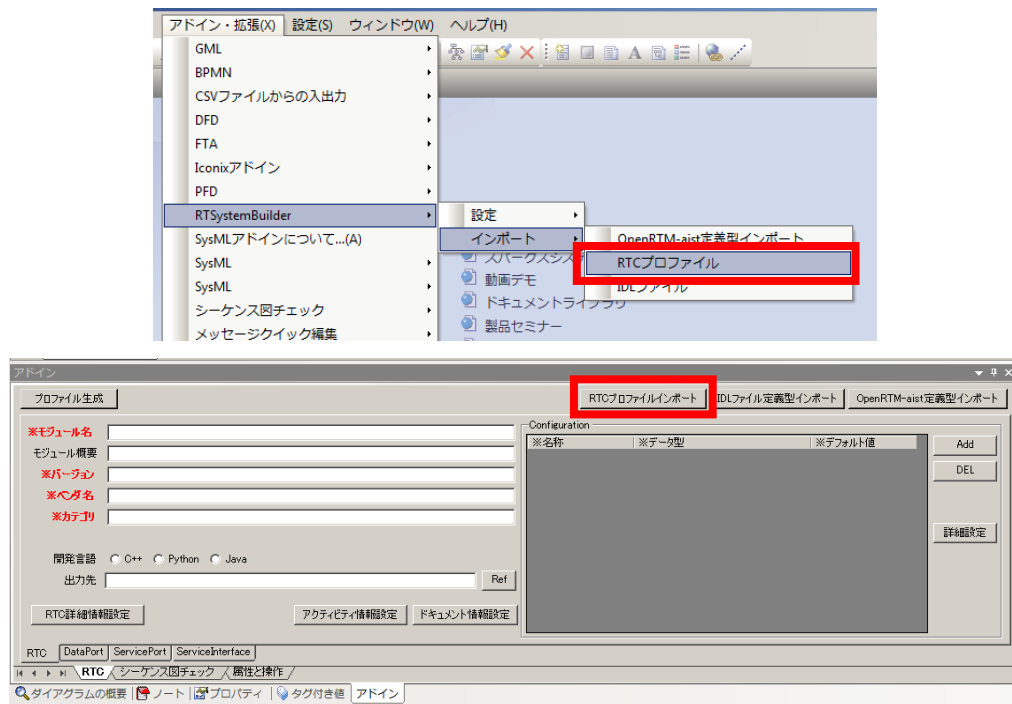 アドイン・拡張(X) 設定(S) ウィンドウ(W) ヘルプ(H)
GML
BPMN
CSVファイルからの入出力
DFD
FTA
Iconixアドイン
PFD
RTSystemBuilder
設定
SysMLアドインについて...(A)
インポート
OpenRTM-aist定義型インポート
スパークスシステ
SysML
RTCプロファイル
動画デモ
SysML
IDLファイル
ドキュメントライブラリ
シーケンス図チェック
製品セミナー
メッセージクイック編集
アドイン
プロファイル生成 RTCプロファイルインポート IDLファイル定義型インポート OpenRTM-aist定義型インポート
※モジュール名
モジュール概要
※バージョン
※ベンダ名
※カテゴリ
開発言語 C++ Python Java
出力先 Ref
RTC詳細情報設定 アクティビティ情報設定 ドキュメント情報設定
Configuration
※名称 ※データ型 ※デフォルト値
Add
DEL
詳細設定
RTC DataPort ServicePort ServiceInterface
RTC シーケンス図チェック 属性と操作
ダイアグラムの概要 ノート プロパティ タグ付き値 アドイン